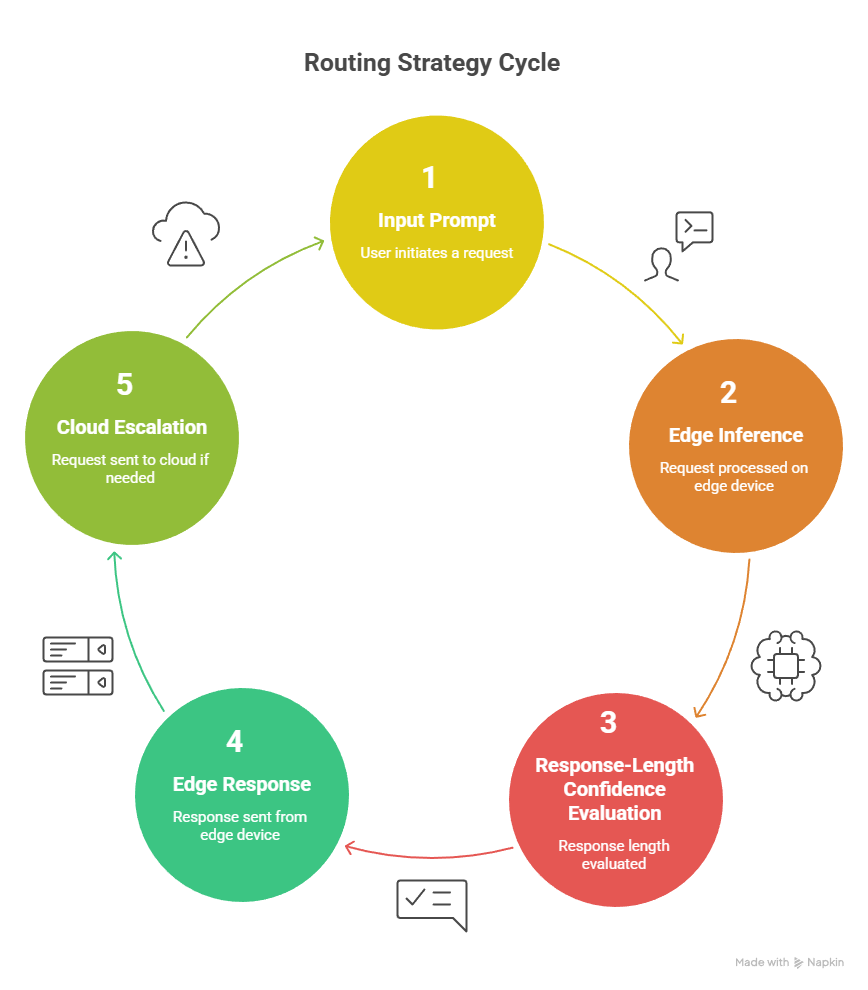 Routing Strategy Cycle
1
Input Prompt
User initiates a request
2
Edge Inference
Request processed on
edge device
3
Response-Length
Confidence
Evaluation
Response length
evaluated
4
Edge Response
Response sent from
edge device
5
Cloud Escalation
Request sent to cloud if
needed
Made with Napkin